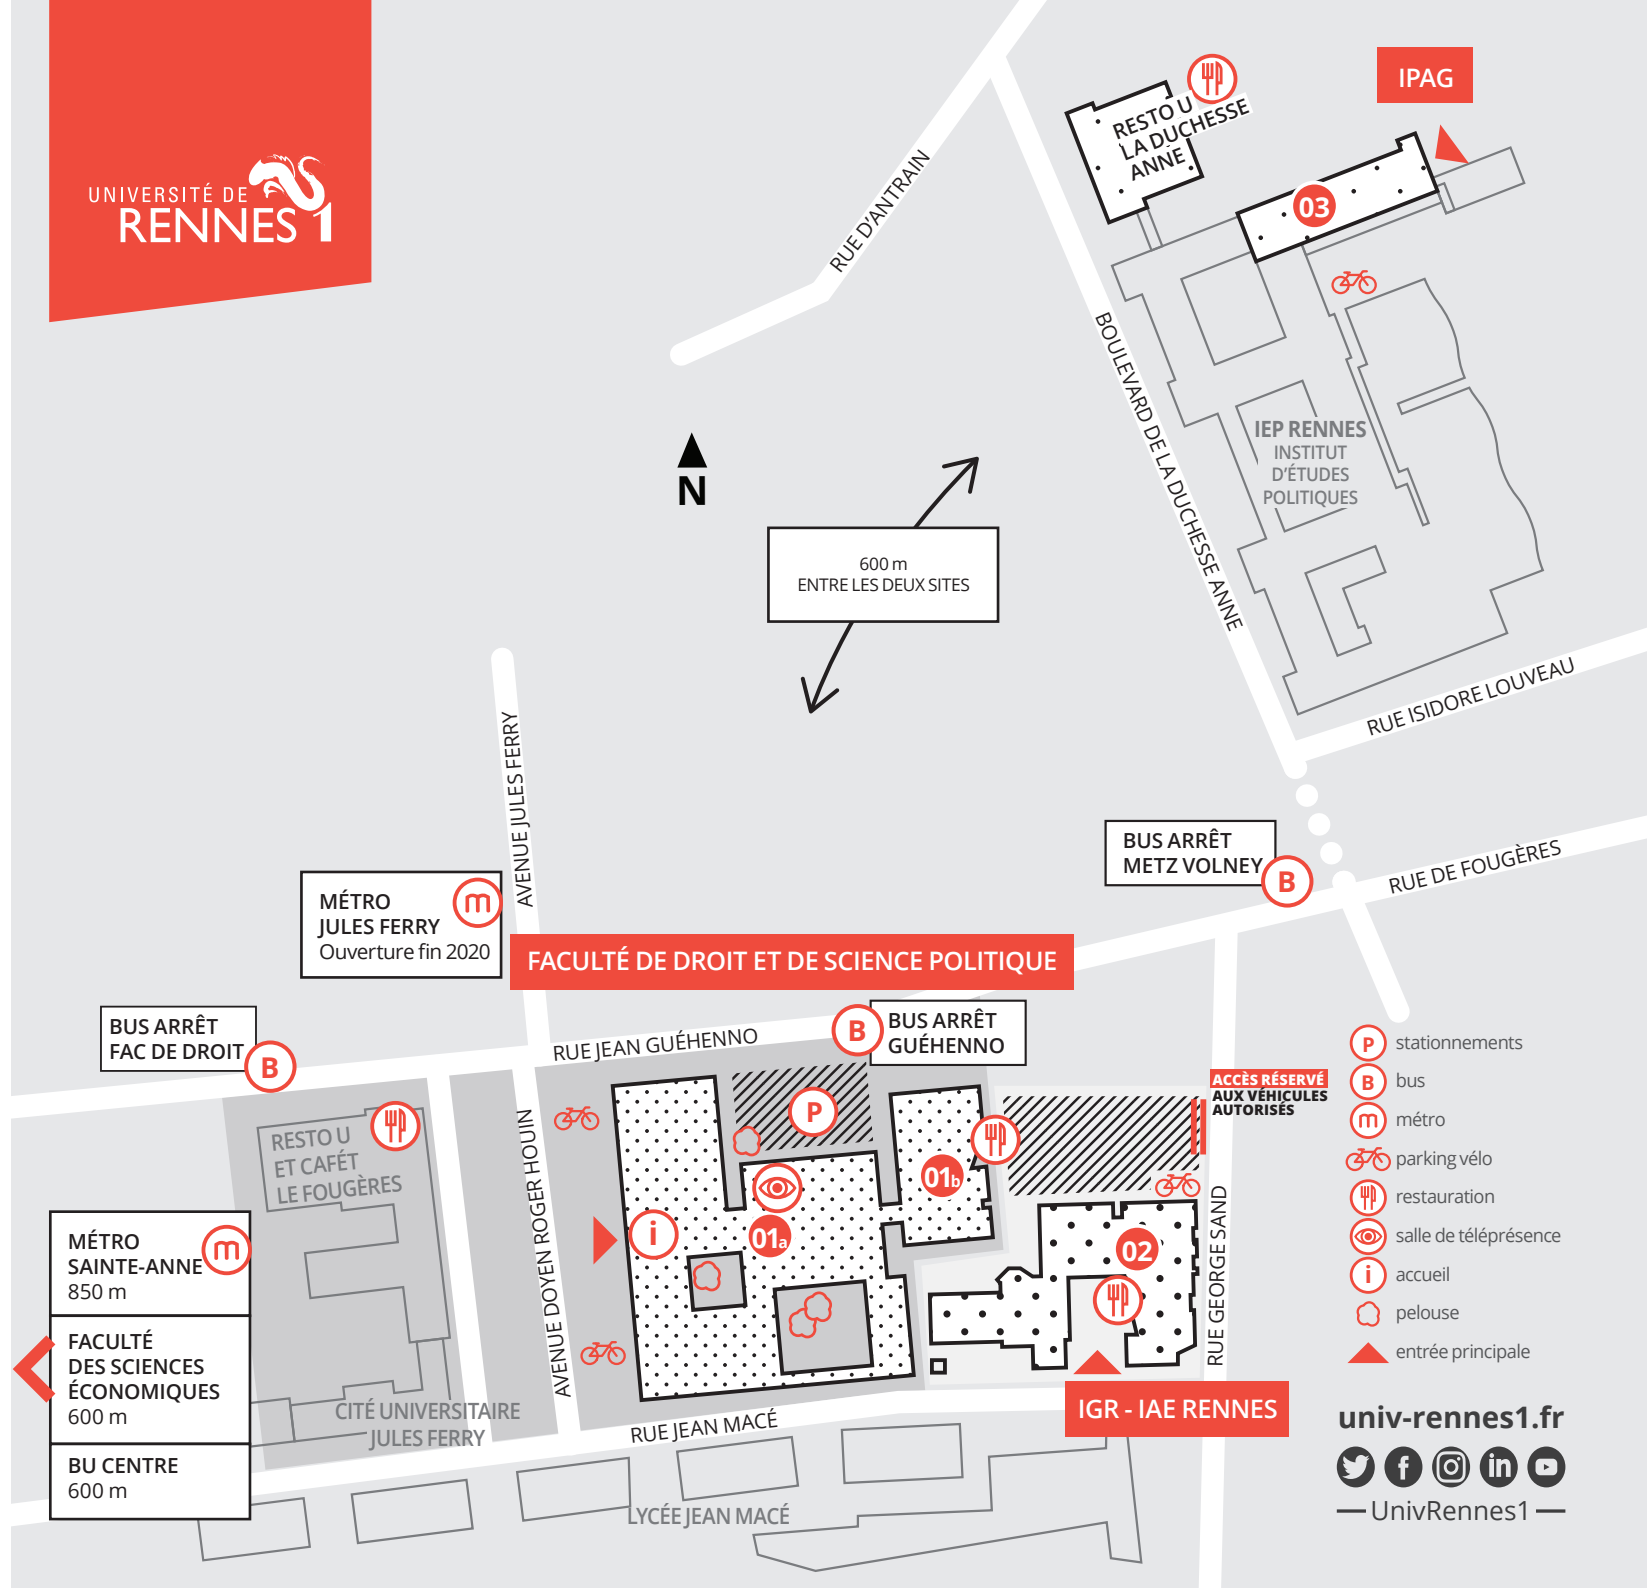 UNIVERSITÉ DE
RENNES 1
RESTO U
LA DUCHESSE
ANNE
IPAG
03
RUE D'ANTRAIN
BOULEVARD DE LA DUCHESSE ANNE
IEP RENNES
INSTITUT
D'ÉTUDES
POLITIQUES
N
600 m
ENTRE LES DEUX SITES
RUE ISIDORE LOUVEAU
AVENUE JULES FERRY
BUS ARRÊT
METZ VOLNEY
B
RUE DE FOUGÈRES
MÉTRO
JULES FERRY
Ouverture fin 2020
m
FACULTÉ DE DROIT ET DE SCIENCE POLITIQUE
BUS ARRÊT
FAC DE DROIT
B
RUE JEAN GUÉHENNO
B
BUS ARRÊT
GUÉHENNO
ACCÈS RÉSERVÉ
AUX VÉHICULES
AUTORISÉS
P
RESTO U
ET CAFÉT
LE FOUGÈRES
AVENUE DOYEN ROGER HOUIN
01b
i
01a
02
RUE GEORGE SAND
MÉTRO
SAINTE-ANNE
850 m
m
FACULTÉ
DES SCIENCES
ÉCONOMIQUES
600 m
BU CENTRE
600 m
CITÉ UNIVERSITAIRE
JULES FERRY
RUE JEAN MACÉ
IGR - IAE RENNES
LYCÉE JEAN MACÉ
P stationnements
B bus
m métro
parking vélo
restauration
salle de téléprésence
i accueil
pelouse
entrée principale
univ-rennes1.fr
f in
UnivRennes1